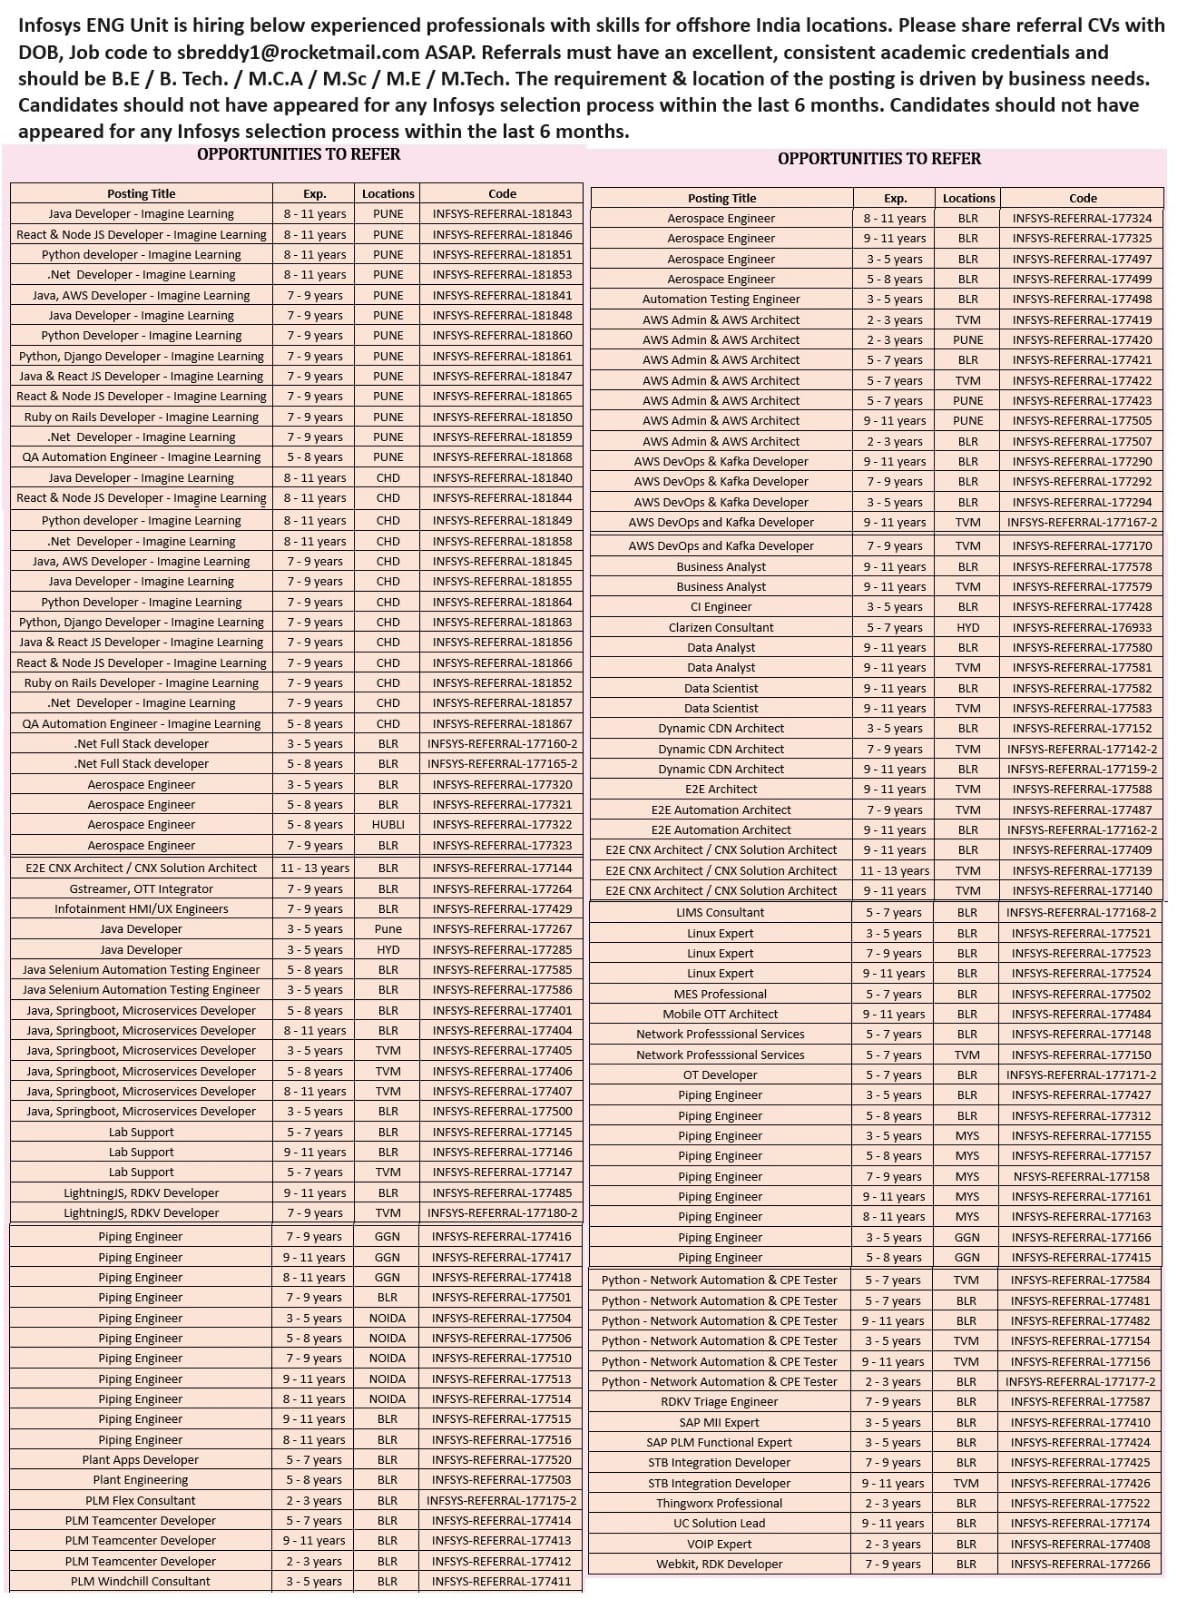 Infosys ENG Unit is hiring below experienced professionals with skills for offshore India locations. Please share referral CVs with
DOB, Job code to sbreddy1@rocketmail.com ASAP. Referrals must have an excellent, consistent academic credentials and
should be B.E / B. Tech. / M.C.A / M.Sc / M.E / M.Tech. The requirement & location of the posting is driven by business needs.
Candidates should not have appeared for any Infosys selection process within the last 6 months. Candidates should not have
appeared for any Infosys selection process within the last 6 months.
OPPORTUNITIES TO REFER
Posting Title Exp. Locations Code
Java Developer - Imagine Learning 8 - 11 years PUNE INFSYS-REFERRAL-181843
React & Node JS Developer - Imagine Learning 8 - 11 years PUNE INFSYS-REFERRAL-181846
Python developer - Imagine Learning 8 - 11 years PUNE INFSYS-REFERRAL-181851
.Net Developer - Imagine Learning 8 - 11 years PUNE INFSYS-REFERRAL-181853
Java, AWS Developer - Imagine Learning 7 - 9 years PUNE INFSYS-REFERRAL-181841
Java Developer - Imagine Learning 7 - 9 years PUNE INFSYS-REFERRAL-181848
Python Developer - Imagine Learning 7 - 9 years PUNE INFSYS-REFERRAL-181860
Python, Django Developer - Imagine Learning 7 - 9 years PUNE INFSYS-REFERRAL-181861
Java & React JS Developer - Imagine Learning 7 - 9 years PUNE INFSYS-REFERRAL-181847
React & Node JS Developer - Imagine Learning 7 - 9 years PUNE INFSYS-REFERRAL-181865
Ruby on Rails Developer - Imagine Learning 7 - 9 years PUNE INFSYS-REFERRAL-181850
.Net Developer - Imagine Learning 7 - 9 years PUNE INFSYS-REFERRAL-181859
QA Automation Engineer - Imagine Learning 5 - 8 years PUNE INFSYS-REFERRAL-181868
Java Developer - Imagine Learning 8 - 11 years CHD INFSYS-REFERRAL-181840
React & Node JS Developer - Imagine Learning 8 - 11 years CHD INFSYS-REFERRAL-181844
Python developer - Imagine Learning 8 - 11 years CHD INFSYS-REFERRAL-181849
.Net Developer - Imagine Learning 8 - 11 years CHD INFSYS-REFERRAL-181858
Java, AWS Developer - Imagine Learning 7 - 9 years CHD INFSYS-REFERRAL-181845
Java Developer - Imagine Learning 7 - 9 years CHD INFSYS-REFERRAL-181855
Python Developer - Imagine Learning 7 - 9 years CHD INFSYS-REFERRAL-181864
Python, Django Developer - Imagine Learning 7 - 9 years CHD INFSYS-REFERRAL-181863
Java & React JS Developer - Imagine Learning 7 - 9 years CHD INFSYS-REFERRAL-181856
React & Node JS Developer - Imagine Learning 7 - 9 years CHD INFSYS-REFERRAL-181866
Ruby on Rails Developer - Imagine Learning 7 - 9 years CHD INFSYS-REFERRAL-181852
.Net Developer - Imagine Learning 7 - 9 years CHD INFSYS-REFERRAL-181857
QA Automation Engineer - Imagine Learning 5 - 8 years CHD INFSYS-REFERRAL-181867
.Net Full Stack developer 3 - 5 years BLR INFSYS-REFERRAL-177160-2
.Net Full Stack developer 5 - 8 years BLR INFSYS-REFERRAL-177165-2
Aerospace Engineer 3 - 5 years BLR INFSYS-REFERRAL-177320
Aerospace Engineer 5 - 8 years BLR INFSYS-REFERRAL-177321
Aerospace Engineer 5 - 8 years HUBLI INFSYS-REFERRAL-177322
Aerospace Engineer 7 - 9 years BLR INFSYS-REFERRAL-177323
E2E CNX Architect / CNX Solution Architect 11 - 13 years BLR INFSYS-REFERRAL-177144
Gstreamer, OTT Integrator 7 - 9 years BLR INFSYS-REFERRAL-177264
Infotainment HMI/UX Engineers 7 - 9 years BLR INFSYS-REFERRAL-177429
Java Developer 3 - 5 years Pune INFSYS-REFERRAL-177267
Java Developer 3 - 5 years HYD INFSYS-REFERRAL-177285
Java Selenium Automation Testing Engineer 5 - 8 years BLR INFSYS-REFERRAL-177585
Java Selenium Automation Testing Engineer 3 - 5 years BLR INFSYS-REFERRAL-177586
Java, Springboot, Microservices Developer 5 - 8 years BLR INFSYS-REFERRAL-177401
Java, Springboot, Microservices Developer 8 - 11 years BLR INFSYS-REFERRAL-177404
Java, Springboot, Microservices Developer 3 - 5 years TVM INFSYS-REFERRAL-177405
Java, Springboot, Microservices Developer 5 - 8 years TVM INFSYS-REFERRAL-177406
Java, Springboot, Microservices Developer 8 - 11 years TVM INFSYS-REFERRAL-177407
Java, Springboot, Microservices Developer 3 - 5 years BLR INFSYS-REFERRAL-177500
Lab Support 5 - 7 years BLR INFSYS-REFERRAL-177145
Lab Support 9 - 11 years BLR INFSYS-REFERRAL-177146
Lab Support 5 - 7 years TVM INFSYS-REFERRAL-177147
LightningJS, RDKV Developer 9 - 11 years BLR INFSYS-REFERRAL-177485
LightningJS, RDKV Developer 7 - 9 years TVM INFSYS-REFERRAL-177180-2
Piping Engineer 7 - 9 years GGN INFSYS-REFERRAL-177416
Piping Engineer 9 - 11 years GGN INFSYS-REFERRAL-177417
Piping Engineer 8 - 11 years GGN INFSYS-REFERRAL-177418
Piping Engineer 7 - 9 years BLR INFSYS-REFERRAL-177501
Piping Engineer 3 - 5 years NOIDA INFSYS-REFERRAL-177504
Piping Engineer 5 - 8 years NOIDA INFSYS-REFERRAL-177506
Piping Engineer 7 - 9 years NOIDA INFSYS-REFERRAL-177510
Piping Engineer 9 - 11 years NOIDA INFSYS-REFERRAL-177513
Piping Engineer 8 - 11 years NOIDA INFSYS-REFERRAL-177514
Piping Engineer 9 - 11 years BLR INFSYS-REFERRAL-177515
Piping Engineer 8 - 11 years BLR INFSYS-REFERRAL-177516
Plant Apps Developer 5 - 7 years BLR INFSYS-REFERRAL-177520
Plant Engineering 5 - 8 years BLR INFSYS-REFERRAL-177503
PLM Flex Consultant 2 - 3 years BLR INFSYS-REFERRAL-177175-2
PLM Teamcenter Developer 5 - 7 years BLR INFSYS-REFERRAL-177414
PLM Teamcenter Developer 9 - 11 years BLR INFSYS-REFERRAL-177413
PLM Teamcenter Developer 2 - 3 years BLR INFSYS-REFERRAL-177412
PLM Windchill Consultant 3 - 5 years BLR INFSYS-REFERRAL-177411
OPPORTUNITIES TO REFER
Posting Title Exp. Locations Code
Aerospace Engineer 8 - 11 years BLR INFSYS-REFERRAL-177324
Aerospace Engineer 9 - 11 years BLR INFSYS-REFERRAL-177325
Aerospace Engineer 3 - 5 years BLR INFSYS-REFERRAL-177497
Aerospace Engineer 5 - 8 years BLR INFSYS-REFERRAL-177499
Automation Testing Engineer 3 - 5 years BLR INFSYS-REFERRAL-177498
AWS Admin & AWS Architect 2 - 3 years TVM INFSYS-REFERRAL-177419
AWS Admin & AWS Architect 2 - 3 years PUNE INFSYS-REFERRAL-177420
AWS Admin & AWS Architect 5 - 7 years BLR INFSYS-REFERRAL-177421
AWS Admin & AWS Architect 5 - 7 years TVM INFSYS-REFERRAL-177422
AWS Admin & AWS Architect 5 - 7 years PUNE INFSYS-REFERRAL-177423
AWS Admin & AWS Architect 9 - 11 years PUNE INFSYS-REFERRAL-177505
AWS Admin & AWS Architect 2 - 3 years BLR INFSYS-REFERRAL-177507
AWS DevOps & Kafka Developer 9 - 11 years BLR INFSYS-REFERRAL-177290
AWS DevOps & Kafka Developer 7 - 9 years BLR INFSYS-REFERRAL-177292
AWS DevOps & Kafka Developer 3 - 5 years BLR INFSYS-REFERRAL-177294
AWS DevOps and Kafka Developer 9 - 11 years TVM INFSYS-REFERRAL-177167-2
AWS DevOps and Kafka Developer 7 - 9 years TVM INFSYS-REFERRAL-177170
Business Analyst 9 - 11 years BLR INFSYS-REFERRAL-177578
Business Analyst 9 - 11 years TVM INFSYS-REFERRAL-177579
CI Engineer 3 - 5 years BLR INFSYS-REFERRAL-177428
Clarizen Consultant 5 - 7 years HYD INFSYS-REFERRAL-176933
Data Analyst 9 - 11 years BLR INFSYS-REFERRAL-177580
Data Analyst 9 - 11 years TVM INFSYS-REFERRAL-177581
Data Scientist 9 - 11 years BLR INFSYS-REFERRAL-177582
Data Scientist 9 - 11 years TVM INFSYS-REFERRAL-177583
Dynamic CDN Architect 3 - 5 years BLR INFSYS-REFERRAL-177152
Dynamic CDN Architect 7 - 9 years TVM INFSYS-REFERRAL-177142-2
Dynamic CDN Architect 9 - 11 years BLR INFSYS-REFERRAL-177159-2
E2E Architect 9 - 11 years TVM INFSYS-REFERRAL-177588
E2E Automation Architect 7 - 9 years TVM INFSYS-REFERRAL-177487
E2E Automation Architect 9 - 11 years BLR INFSYS-REFERRAL-177162-2
E2E CNX Architect / CNX Solution Architect 9 - 11 years BLR INFSYS-REFERRAL-177409
E2E CNX Architect / CNX Solution Architect 11 - 13 years TVM INFSYS-REFERRAL-177139
E2E CNX Architect / CNX Solution Architect 9 - 11 years TVM INFSYS-REFERRAL-177140
LIMS Consultant 5 - 7 years BLR INFSYS-REFERRAL-177168-2
Linux Expert 3 - 5 years BLR INFSYS-REFERRAL-177521
Linux Expert 7 - 9 years BLR INFSYS-REFERRAL-177523
Linux Expert 9 - 11 years BLR INFSYS-REFERRAL-177524
MES Professional 5 - 7 years BLR INFSYS-REFERRAL-177502
Mobile OTT Architect 9 - 11 years BLR INFSYS-REFERRAL-177484
Network Professsional Services 5 - 7 years BLR INFSYS-REFERRAL-177148
Network Professsional Services 5 - 7 years TVM INFSYS-REFERRAL-177150
OT Developer 5 - 7 years BLR INFSYS-REFERRAL-177171-2
Piping Engineer 3 - 5 years BLR INFSYS-REFERRAL-177427
Piping Engineer 5 - 8 years BLR INFSYS-REFERRAL-177312
Piping Engineer 3 - 5 years MYS INFSYS-REFERRAL-177155
Piping Engineer 5 - 8 years MYS INFSYS-REFERRAL-177157
Piping Engineer 7 - 9 years MYS NFSYS-REFERRAL-177158
Piping Engineer 9 - 11 years MYS INFSYS-REFERRAL-177161
Piping Engineer 8 - 11 years MYS INFSYS-REFERRAL-177163
Piping Engineer 3 - 5 years GGN INFSYS-REFERRAL-177166
Piping Engineer 5 - 8 years GGN INFSYS-REFERRAL-177415
Python - Network Automation & CPE Tester 5 - 7 years TVM INFSYS-REFERRAL-177584
Python - Network Automation & CPE Tester 5 - 7 years BLR INFSYS-REFERRAL-177481
Python - Network Automation & CPE Tester 9 - 11 years BLR INFSYS-REFERRAL-177482
Python - Network Automation & CPE Tester 3 - 5 years TVM INFSYS-REFERRAL-177154
Python - Network Automation & CPE Tester 9 - 11 years TVM INFSYS-REFERRAL-177156
Python - Network Automation & CPE Tester 2 - 3 years BLR INFSYS-REFERRAL-177177-2
RDKV Triage Engineer 7 - 9 years BLR INFSYS-REFERRAL-177587
SAP MII Expert 3 - 5 years BLR INFSYS-REFERRAL-177410
SAP PLM Functional Expert 3 - 5 years BLR INFSYS-REFERRAL-177424
STB Integration Developer 7 - 9 years BLR INFSYS-REFERRAL-177425
STB Integration Developer 9 - 11 years TVM INFSYS-REFERRAL-177426
Thingworx Professional 2 - 3 years BLR INFSYS-REFERRAL-177522
UC Solution Lead 9 - 11 years BLR INFSYS-REFERRAL-177174
VOIP Expert 2 - 3 years BLR INFSYS-REFERRAL-177408
Webkit, RDK Developer 7 - 9 years BLR INFSYS-REFERRAL-177266